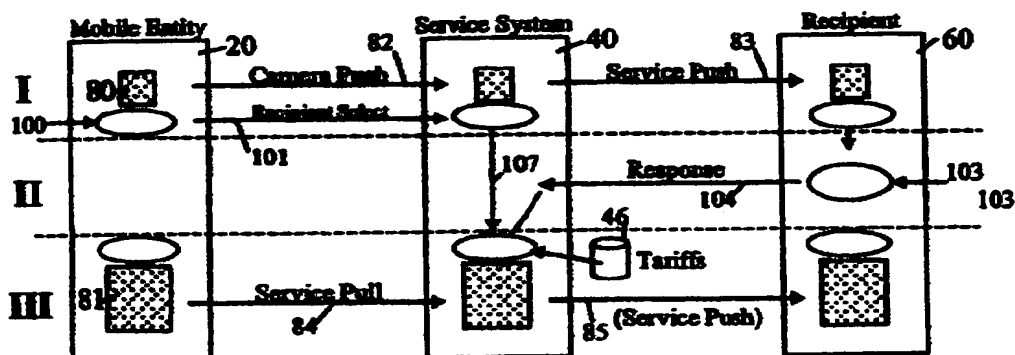 Mobile Entity Service System Recipient
20 82 40 83 60
I 80 Camera Push Service Push
100 Recipient Select
101
107 Response 103
II 104 103
46
Tariffs
III 81 Service Pull
84 85 (Service Push)